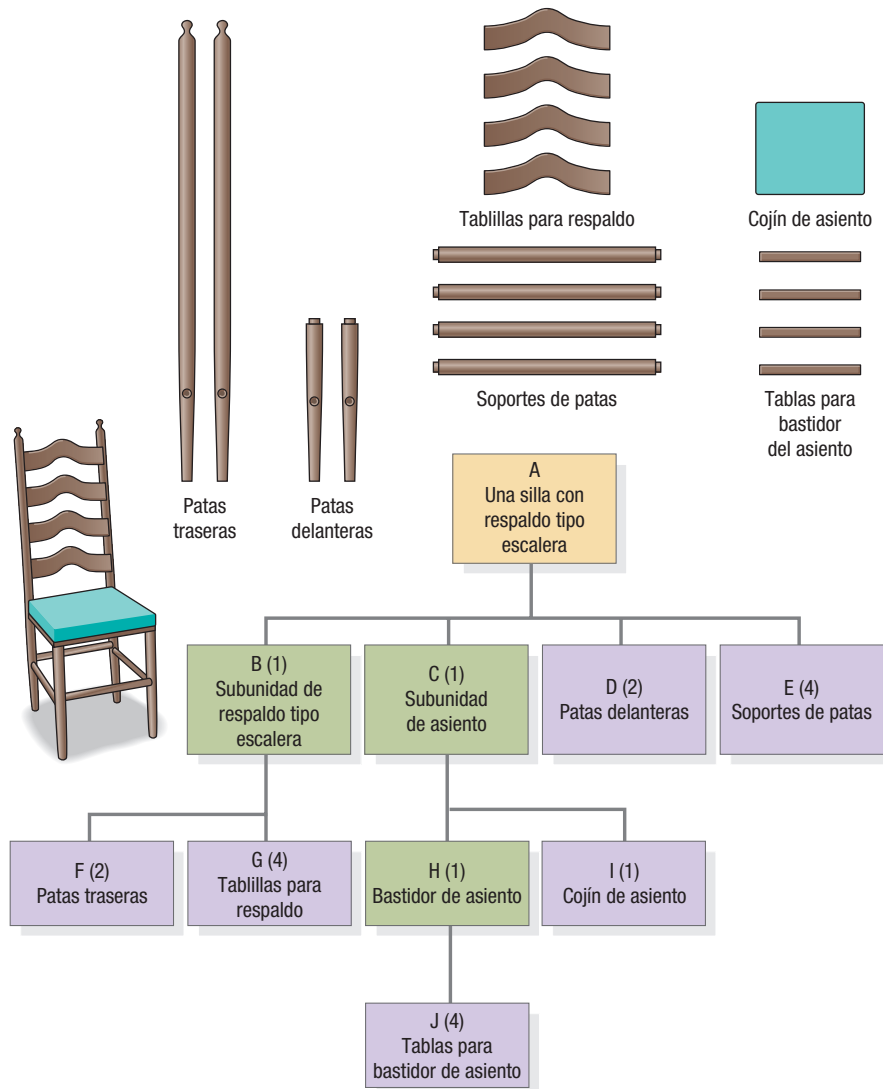 Tablillas para respaldo
Cojín de asiento
Soportes de patas
Tablas para
bastidor
del asiento
Patas
traseras
Patas
delanteras
A
Una silla con
respaldo tipo
escalera
B (1)
Subunidad de
respaldo tipo
escalera
C (1)
Subunidad
de asiento
D (2)
Patas delanteras
E (4)
Soportes de patas
F (2)
Patas traseras
G (4)
Tablillas para
respaldo
H (1)
Bastidor de asiento
I (1)
Cojín de asiento
J (4)
Tablas para
bastidor de asiento